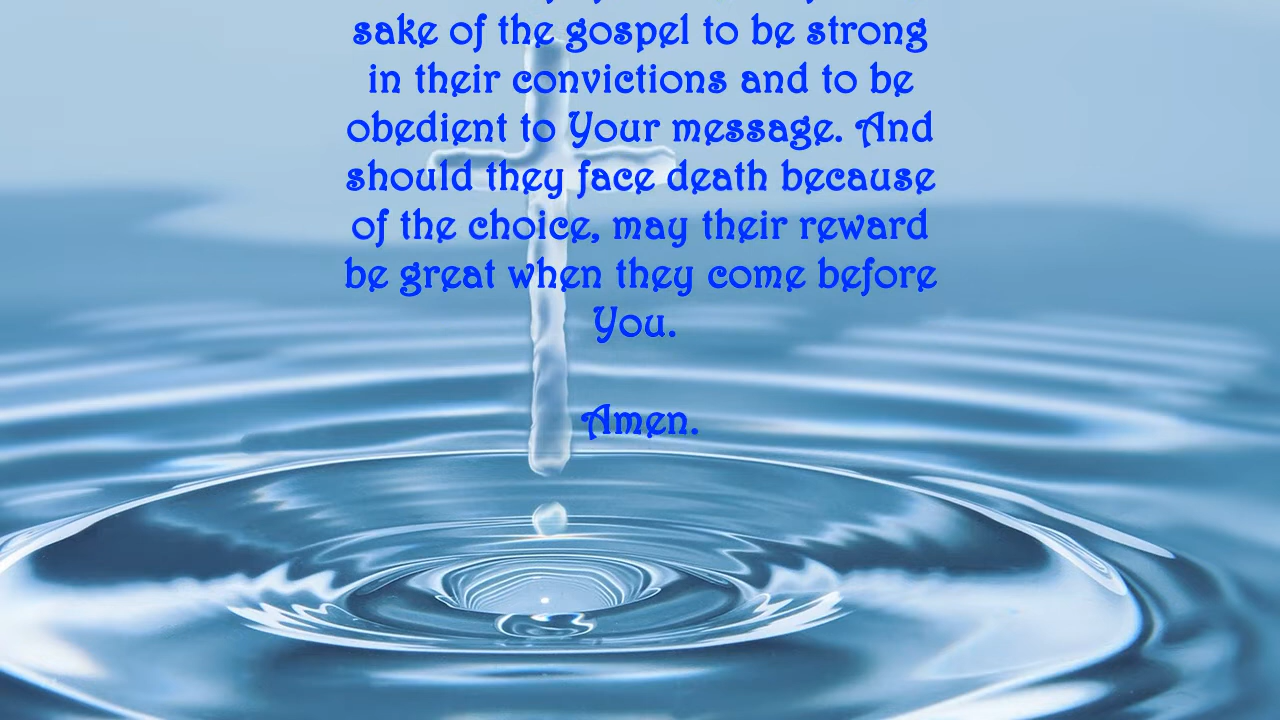 sake of the gospel to be strong
in their convictions and to be
obedient to Your message. And
should they face death because
of the choice, may their reward
be great when they come before
You.
Amen.